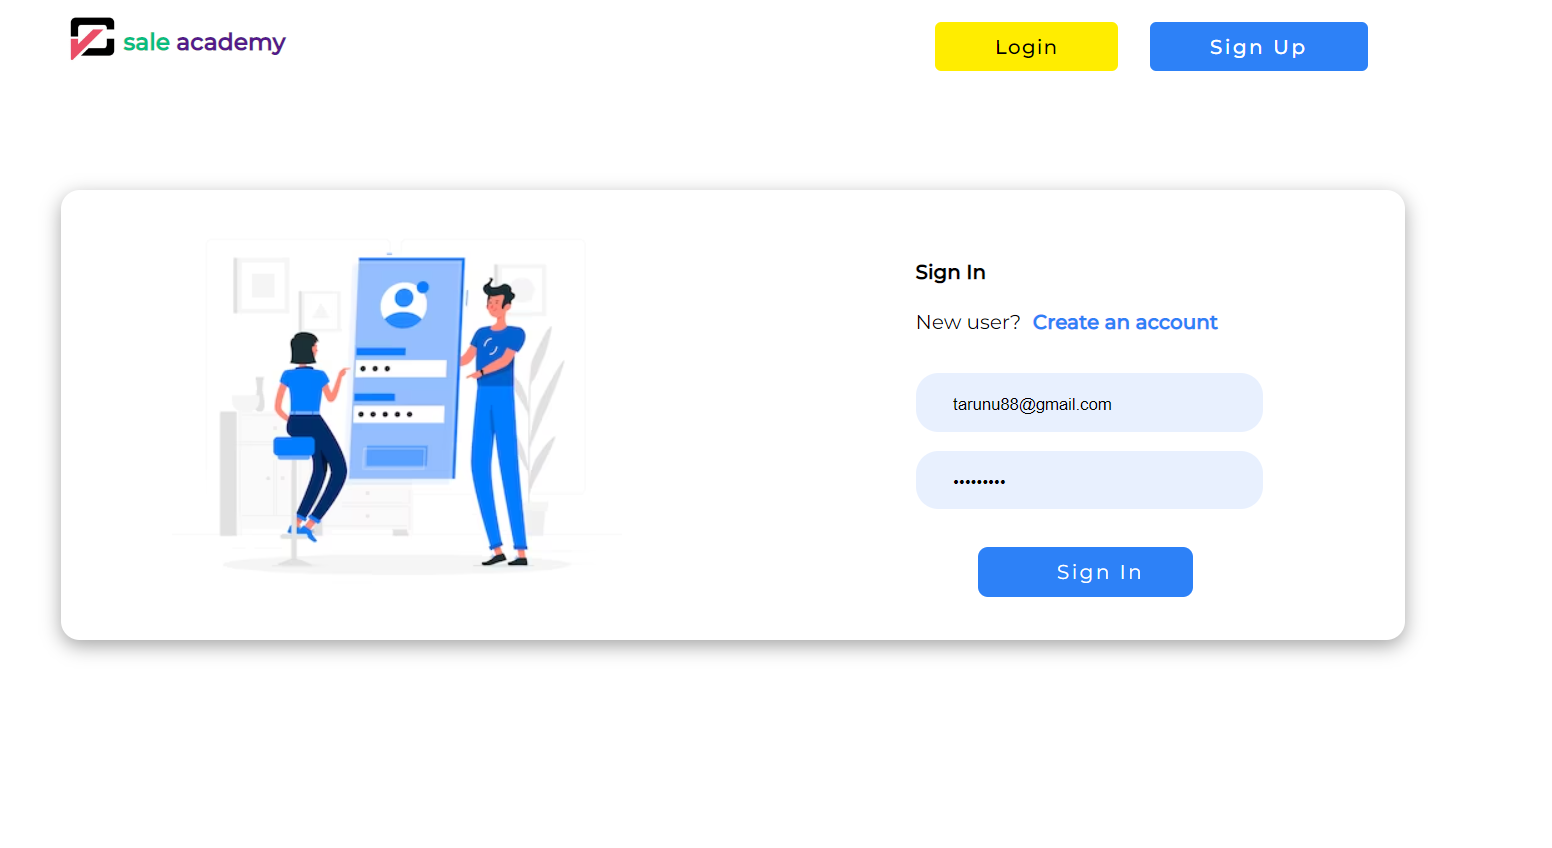 sale academy
Login
Sign Up
Sign In
New user? Create an account
tarunu88@gmail.com
•••••••••
Sign In